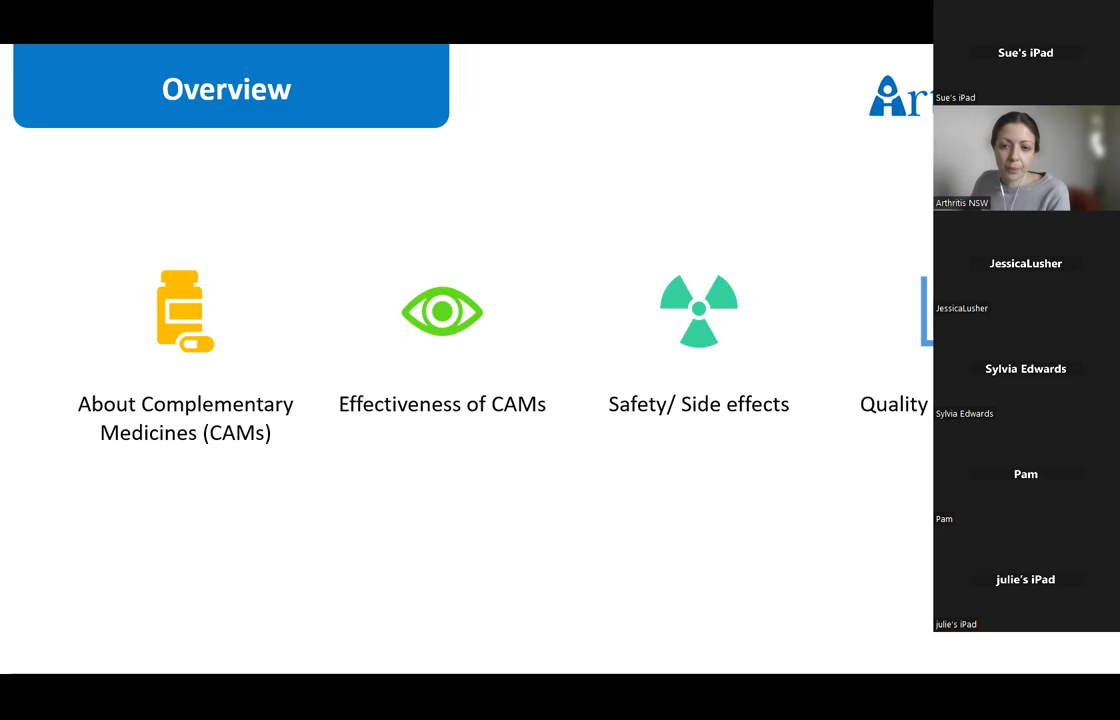 Overview
Art
About Complementary
Medicines (CAMs)
Effectiveness of CAMs
Safety/ Side effects
Quality
Sue's iPad
Sue's iPad
Arthritis NSW
JessicaLusher
JessicaLusher
Sylvia Edwards
Sylvia Edwards
Pam
Pam
julie's iPad
julie's iPad